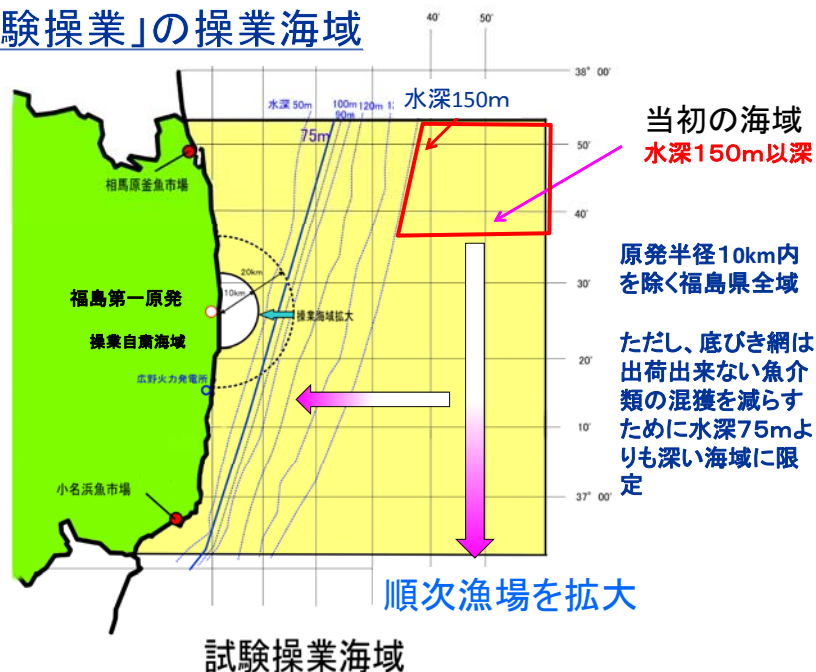 験操業」の操業海域
40'
50'
38° 00'
水深 50m
100m
120m
90m
水深150m
75m
当初の海域
水深150m以深
50'
相馬原釜魚市場
40'
20km
10km
30'
福島第一原発
操業自粛海域
操業海域拡大
原発半径10km内
を除く福島県全域
20'
広野火力発電所
ただし、底びき網は
出荷出来ない魚介
類の混獲を減らす
ために水深75mよ
りも深い海域に限
定
10'
小名浜魚市場
37° 00'
順次漁場を拡大
試験操業海域